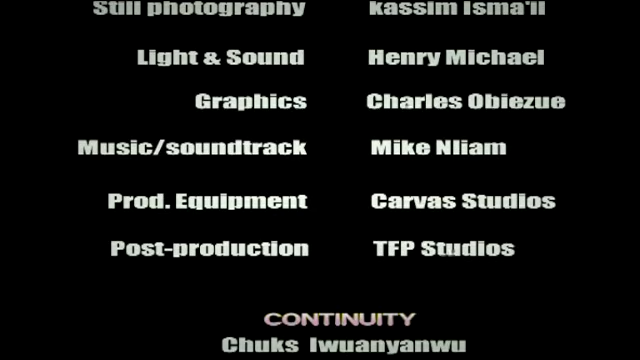 Still photography kassim Isma'il
Light & Sound Henry Michael
Graphics Charles Obiezue
Music/soundtrack Mike Nliam
Prod. Equipment Carvas Studios
Post-production TFP Studios
CONTINUITY
Chuks Iwuanyanwu